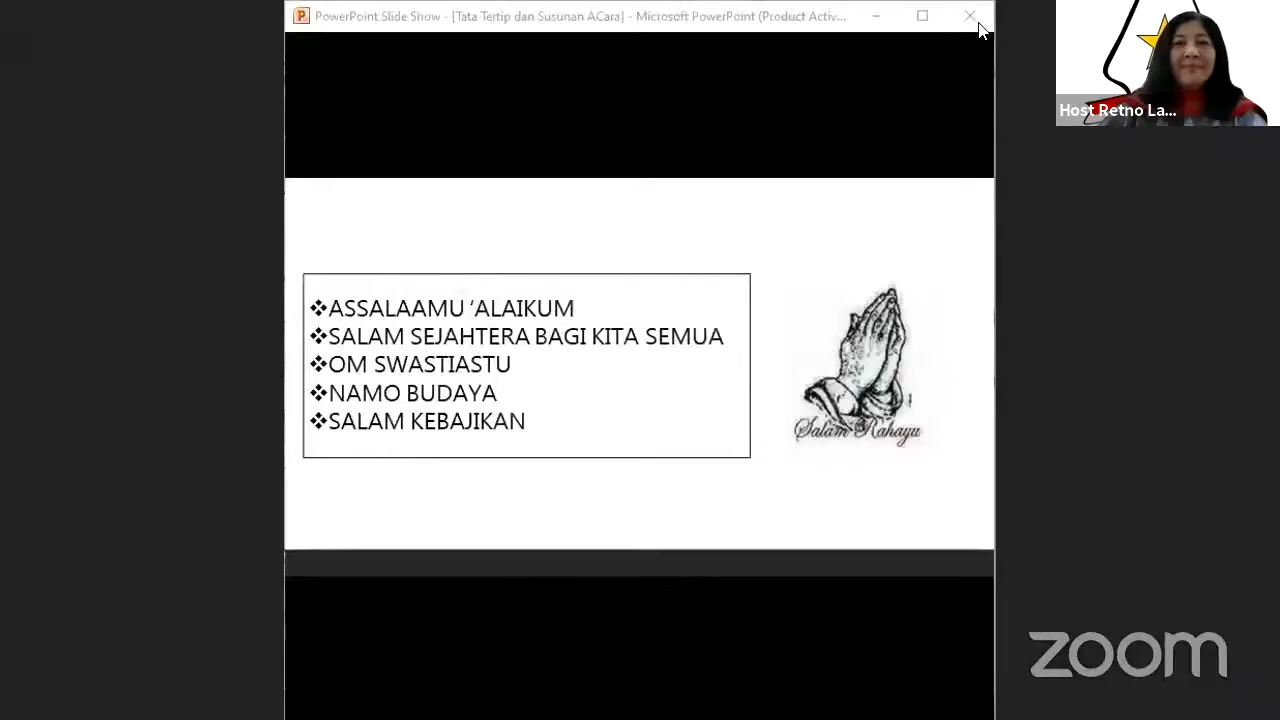 PowerPoint Slide Show - [Tata Tertip dan Susunan ACara] - Microsoft PowerPoint (Product Activ...
Host Retno La...
❖ASSALAAMU ‘ALAIKUM
❖SALAM SEJAHTERA BAGI KITA SEMUA
❖OM SWASTIASTU
❖NAMO BUDAYA
❖SALAM KEBAJIKAN
Salam Rahayu
zoom